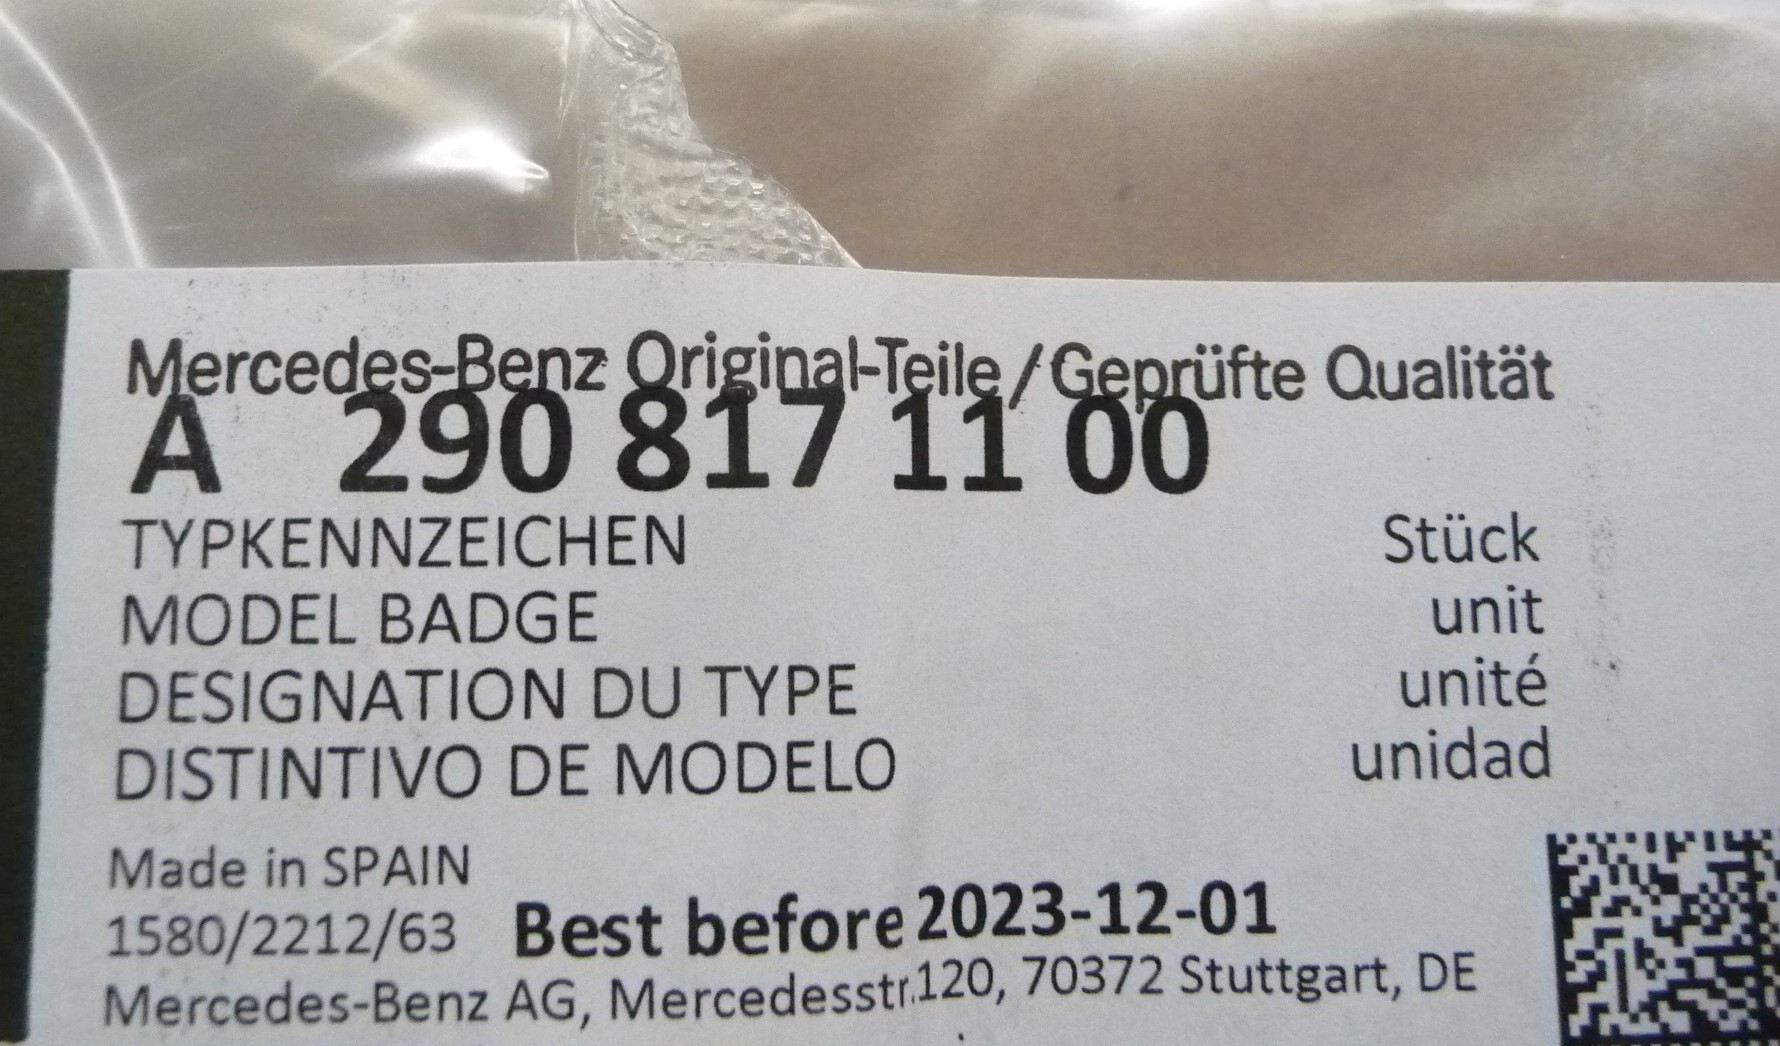 Mercedes-Benz Original-Teile/Geprüfte Qualität
A 290 817 11 00
TYPKENNZEICHEN Stück
MODEL BADGE unit
DESIGNATION DU TYPE unité
DISTINTIVO DE MODELO unidad
Made in SPAIN
1580/2212/63 Best before 2023-12-01
Mercedes-Benz AG, Mercedesstr.120, 70372 Stuttgart, DE